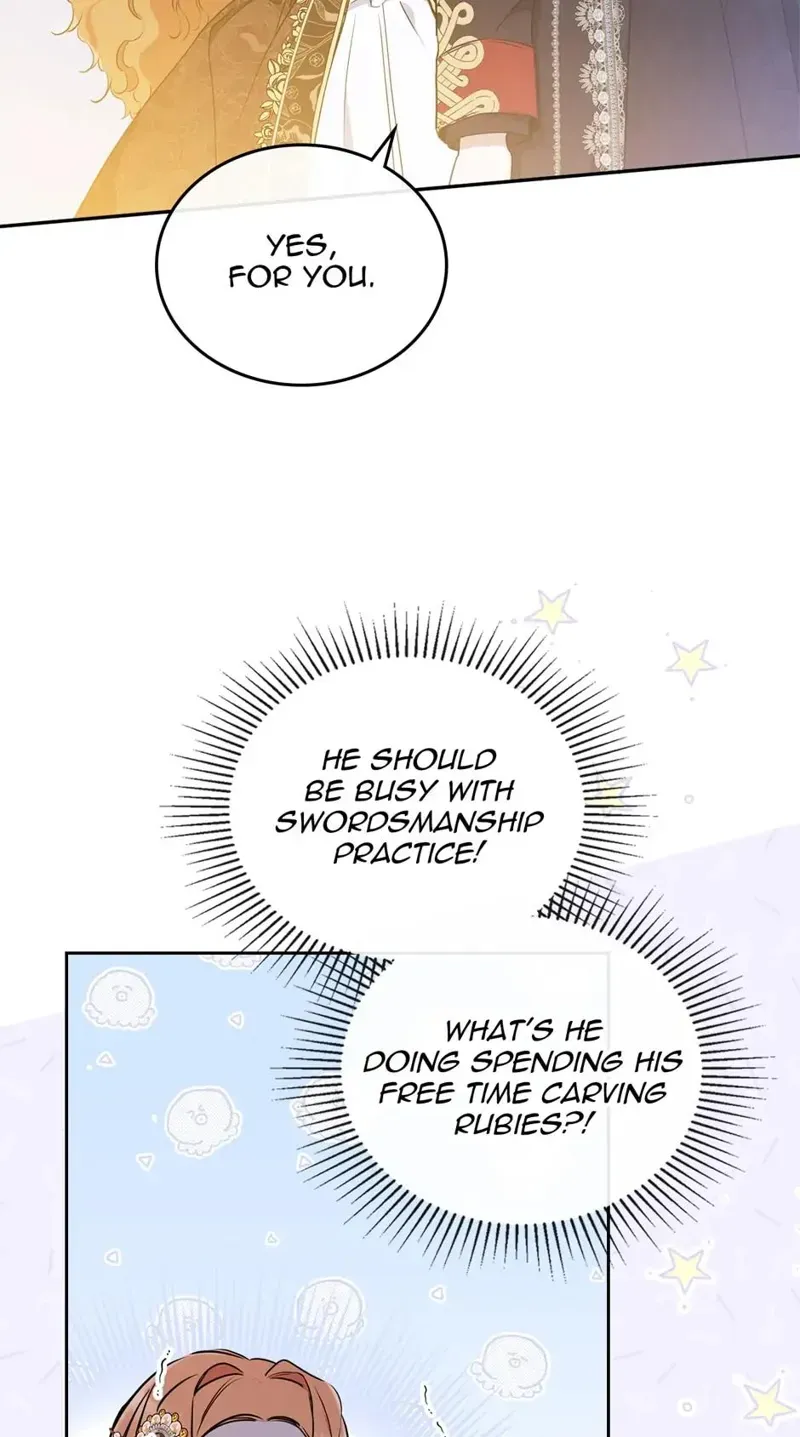 YES,
FOR YOU.
HE SHOULD
BE BUSY WITH
SWORDSMANSHIP
PRACTICE!
WHAT'S HE
DOING SPENDING HIS
FREE TIME CARVING
RUBIES?!